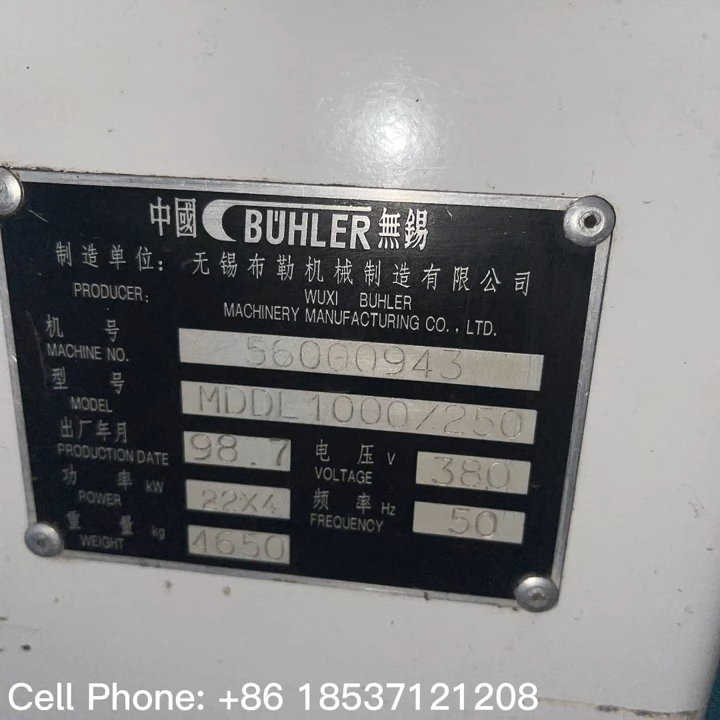 中國 BÜHLER 無錫
制造单位: 无锡布勒机械制造有限公司
PRODUCER: WUXI BUHLER
MACHINERY MANUFACTURING CO., LTD.
机 号
MACHINE NO. 56000943
型 号
MODEL MDDL1000/250
出厂年月 98.7 电 压 V 380
PRODUCTION DATE VOLTAGE
功 率 kW 22X4 频 率 Hz 50
POWER FREQUENCY
重 量 kg 4650
WEIGHT
Cell Phone: +86 18537121208